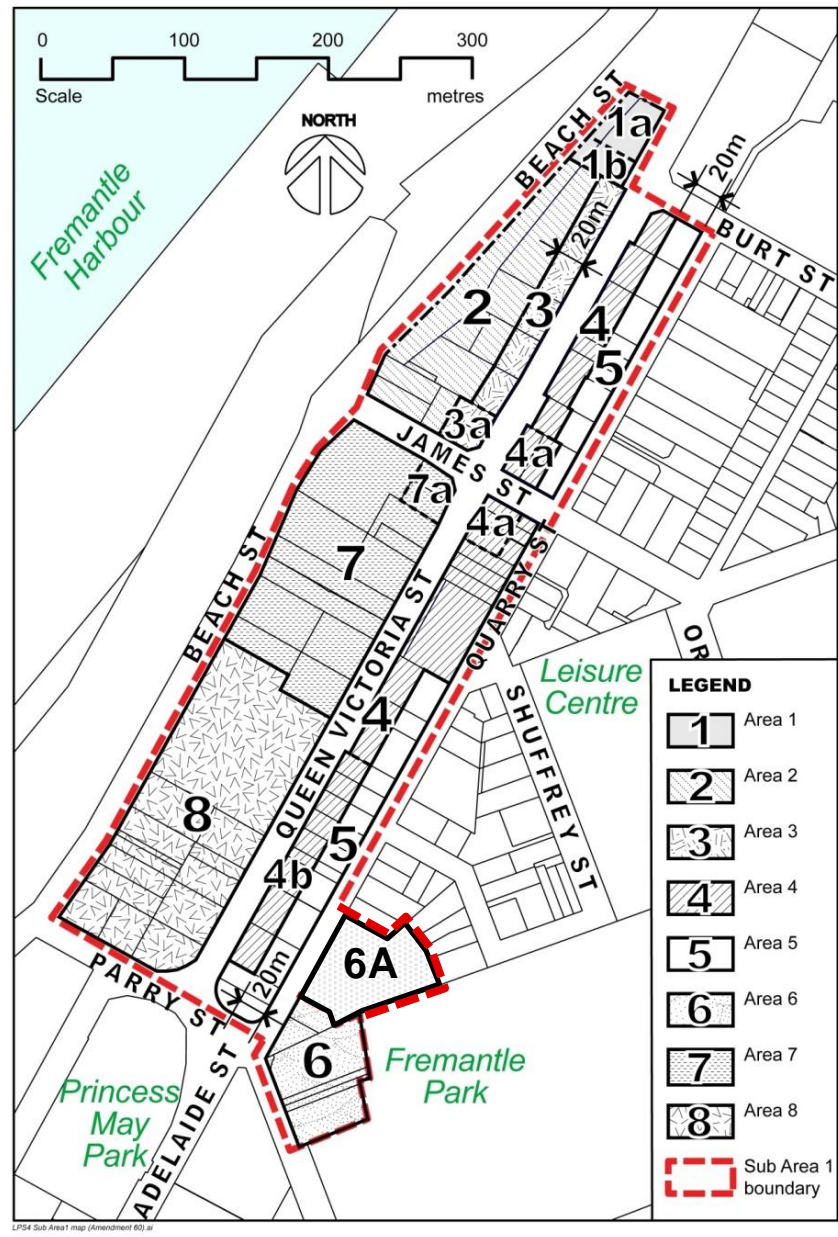 0 100 200 300
Scale metres
NORTH
Fremantle
Harbour
BEACH ST
1a
1b
20m
20m
BURT ST
2
3
4
5
3a
JAMES ST
4a
7a
4a
7
BEACH ST
QUEEN VICTORIA ST
QUARRY ST
OR
Leisure
Centre
SHUFFREY ST
4
8
5
4b
6A
PARRY ST
20m
6
Fremantle
Park
Princess
May
Park
ADELAIDE ST
LEGEND
1 Area 1
2 Area 2
3 Area 3
4 Area 4
5 Area 5
6 Area 6
7 Area 7
8 Area 8
Sub Area 1
boundary
LPS4 Sub Area1 map (Amendment 60).ai